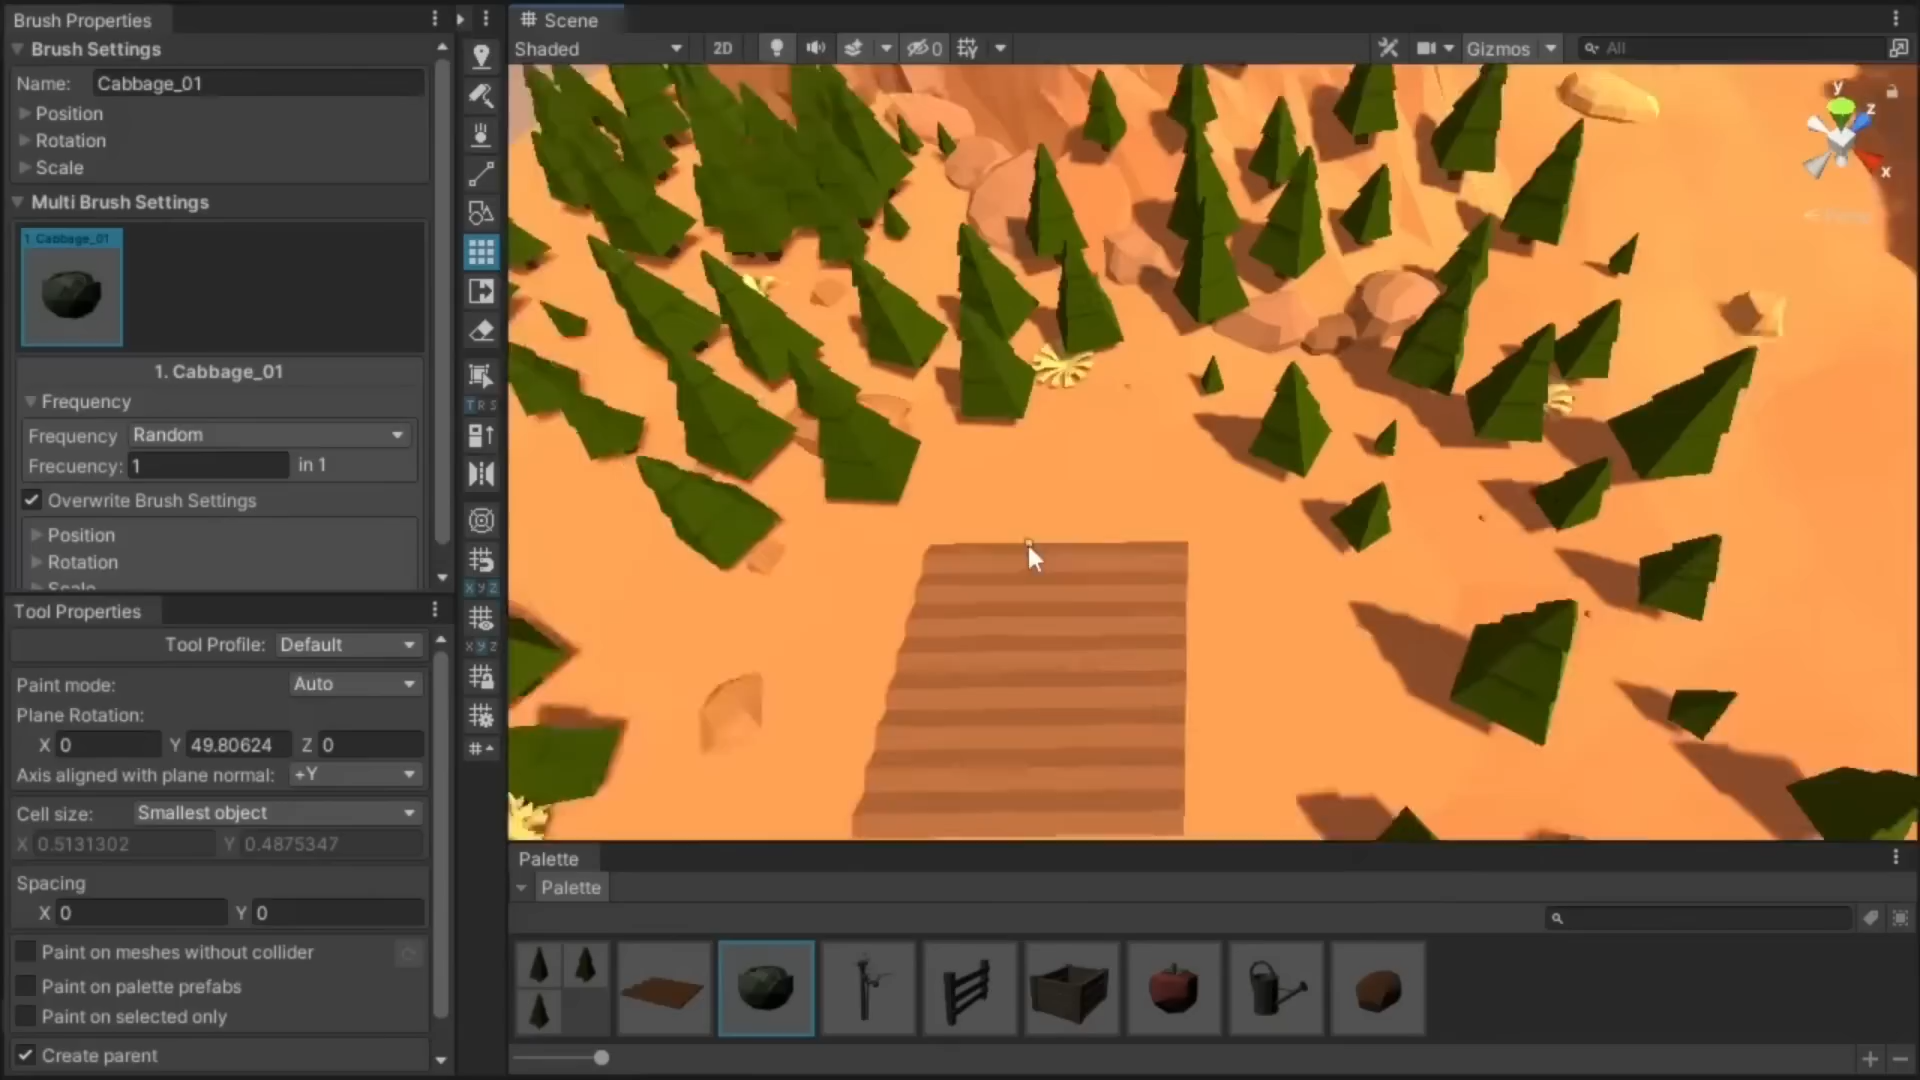 Brush Properties
Brush Settings
Name: Cabbage_01
Position
Rotation
Scale
Multi Brush Settings
1 Cabbage_01
1. Cabbage_01
Frequency
Frequency Random
Frecuency: 1 in 1
Overwrite Brush Settings
Position
Rotation
Scale
Tool Properties
Tool Profile: Default
Paint mode: Auto
Plane Rotation:
X 0 Y 49.80624 Z 0
Axis aligned with plane normal: +Y
Cell size: Smallest object
X 0.5131302 Y 0.4875347
Spacing
X 0 Y 0
Paint on meshes without collider
Paint on palette prefabs
Paint on selected only
Create parent
T R S
X Y Z
X Y Z
Scene
Shaded 2D 0 Gizmos All
y
z
x
Persp
Palette
Palette